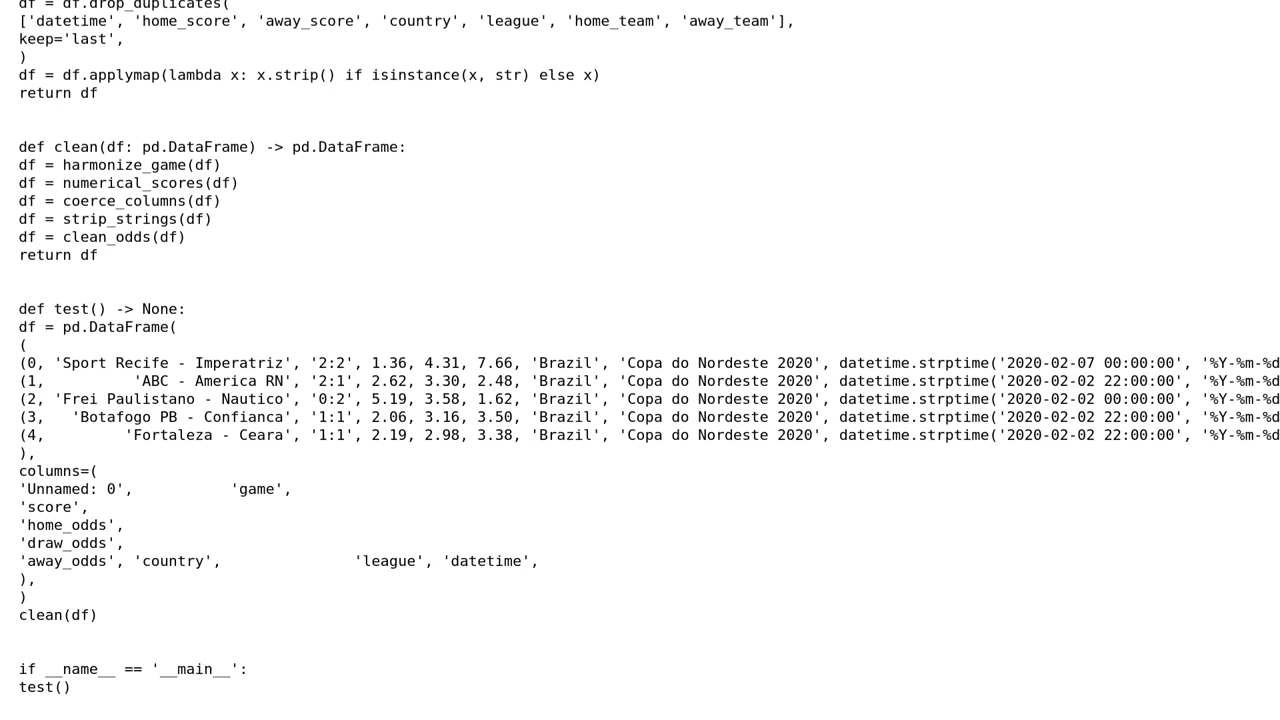 df = df.drop_duplicates(
['datetime', 'home_score', 'away_score', 'country', 'league', 'home_team', 'away_team'],
keep='last',
)
df = df.applymap(lambda x: x.strip() if isinstance(x, str) else x)
return df
def clean(df: pd.DataFrame) -> pd.DataFrame:
df = harmonize_game(df)
df = numerical_scores(df)
df = coerce_columns(df)
df = strip_strings(df)
df = clean_odds(df)
return df
def test() -> None:
df = pd.DataFrame(
(
(0, 'Sport Recife - Imperatriz', '2:2', 1.36, 4.31, 7.66, 'Brazil', 'Copa do Nordeste 2020', datetime.strptime('2020-02-07 00:00:00', '%Y-%m-%d
(1,          'ABC - America RN', '2:1', 2.62, 3.30, 2.48, 'Brazil', 'Copa do Nordeste 2020', datetime.strptime('2020-02-02 22:00:00', '%Y-%m-%d
(2, 'Frei Paulistano - Nautico', '0:2', 5.19, 3.58, 1.62, 'Brazil', 'Copa do Nordeste 2020', datetime.strptime('2020-02-02 00:00:00', '%Y-%m-%d
(3,   'Botafogo PB - Confianca', '1:1', 2.06, 3.16, 3.50, 'Brazil', 'Copa do Nordeste 2020', datetime.strptime('2020-02-02 22:00:00', '%Y-%m-%d
(4,         'Fortaleza - Ceara', '1:1', 2.19, 2.98, 3.38, 'Brazil', 'Copa do Nordeste 2020', datetime.strptime('2020-02-02 22:00:00', '%Y-%m-%d
),
columns=(
'Unnamed: 0',           'game',
'score',
'home_odds',
'draw_odds',
'away_odds', 'country',               'league', 'datetime',
),
)
clean(df)
if __name__ == '__main__':
test()